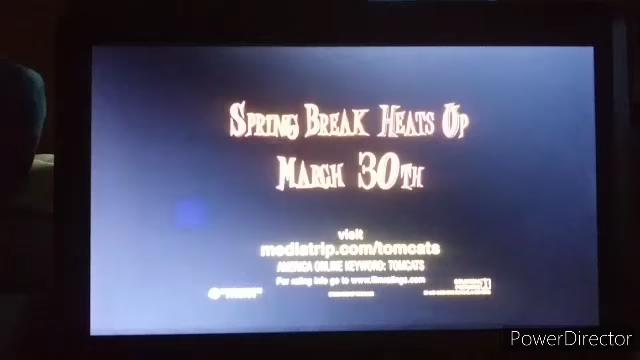 Spring Break Heats Up
March 30th
visit
mediatrip.com/tomcats
AMERICA ONLINE KEYWORD: TOMCATS
For rating info go to www.filmratings.com
PowerDirector